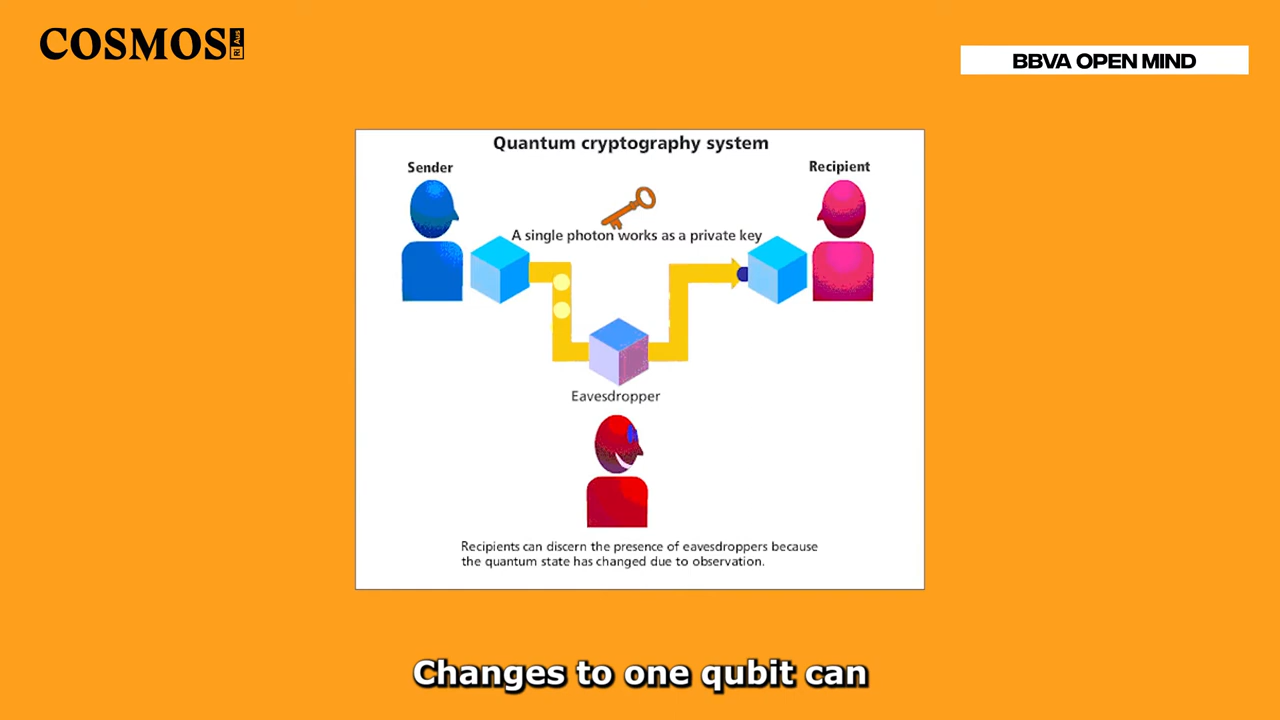 COSMOS
RiAus
BBVA OPEN MIND
Quantum cryptography system
Sender
Recipient
A single photon works as a private key
Eavesdropper
Recipients can discern the presence of eavesdroppers because
the quantum state has changed due to observation.
Changes to one qubit can